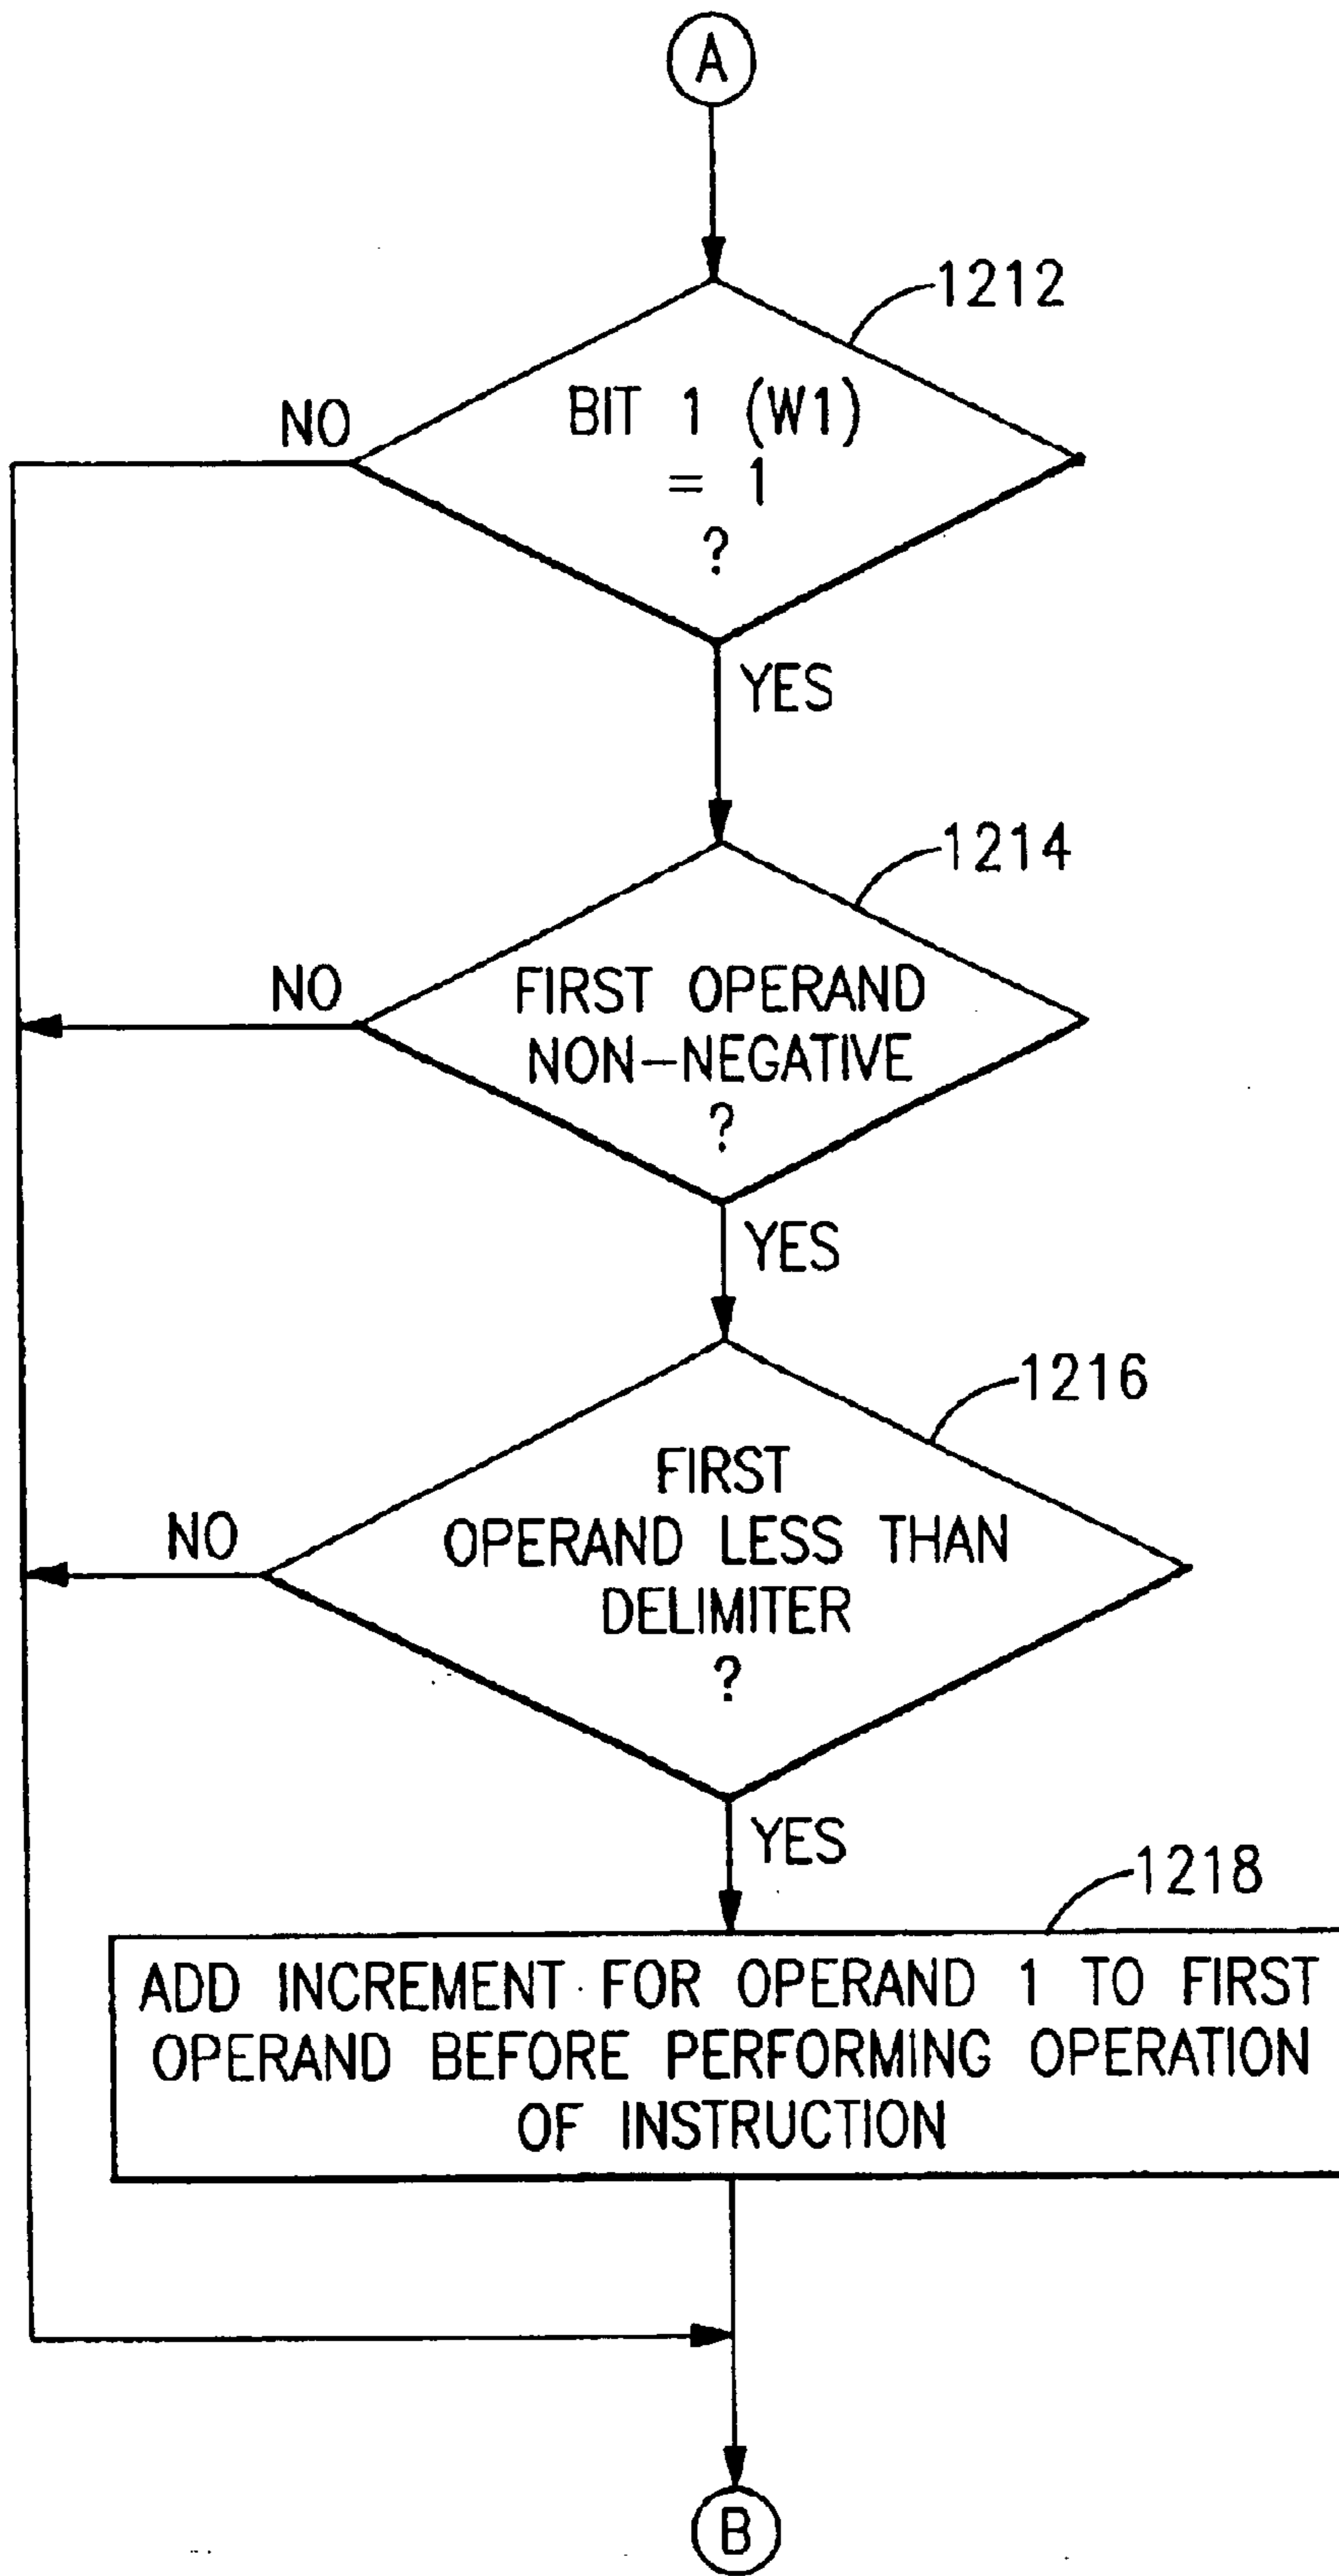 A
1212
BIT 1 (W1)
= 1
?
NO
YES
1214
FIRST OPERAND
NON-NEGATIVE
?
NO
YES
1216
FIRST
OPERAND LESS THAN
DELIMITER
?
NO
YES
1218
ADD INCREMENT FOR OPERAND 1 TO FIRST
OPERAND BEFORE PERFORMING OPERATION
OF INSTRUCTION
B